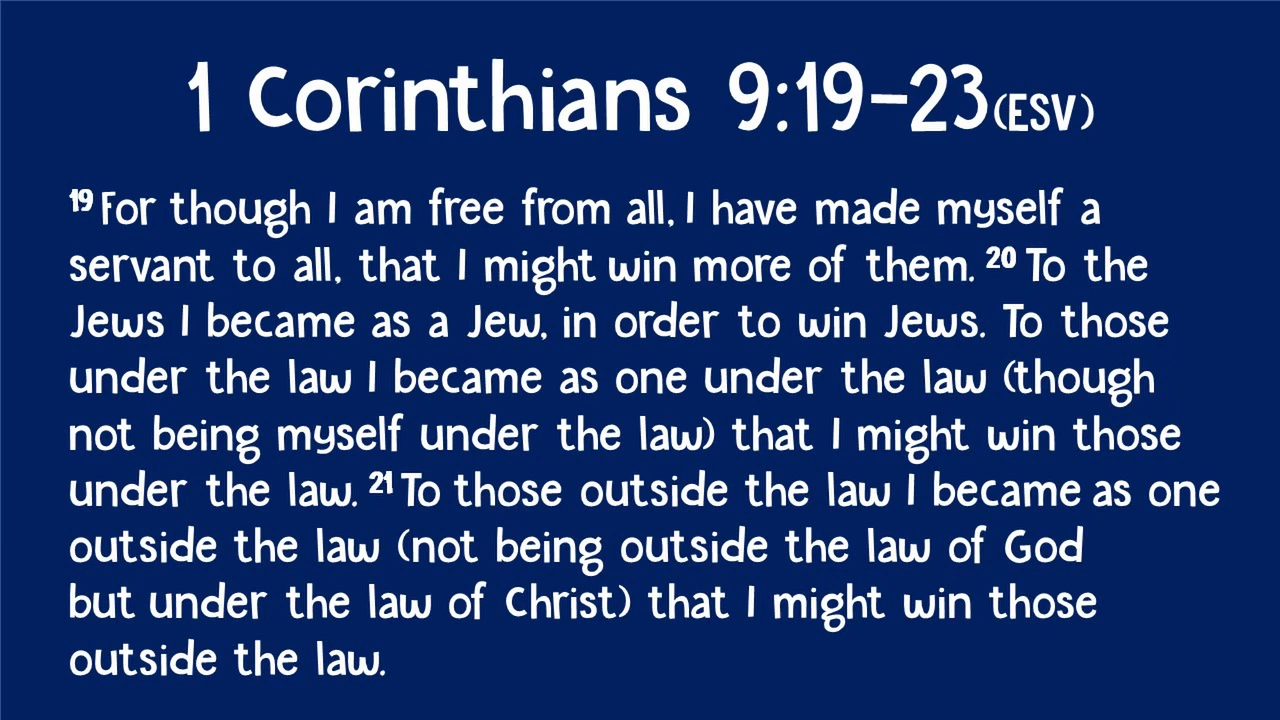 1 Corinthians 9:19-23(ESV)
19 For though I am free from all, I have made myself a
servant to all, that I might win more of them. 20 To the
Jews I became as a Jew, in order to win Jews. To those
under the law I became as one under the law (though
not being myself under the law) that I might win those
under the law. 21 To those outside the law I became as one
outside the law (not being outside the law of God
but under the law of Christ) that I might win those
outside the law.